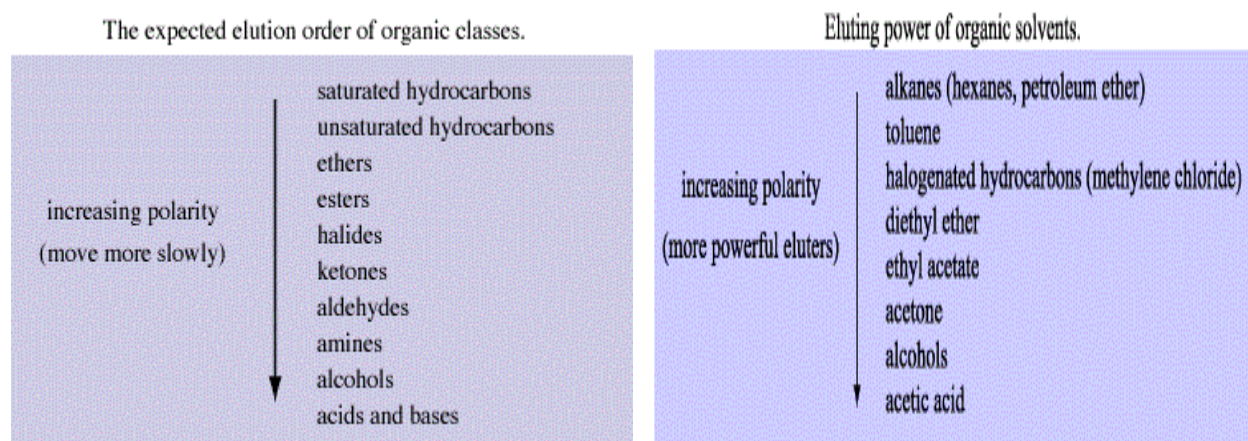 The expected elution order of organic classes.
saturated hydrocarbons
unsaturated hydrocarbons
ethers
esters
halides
ketones
aldehydes
amines
alcohols
acids and bases
increasing polarity
(move more slowly)
Eluting power of organic solvents.
alkanes (hexanes, petroleum ether)
toluene
halogenated hydrocarbons (methylene chloride)
diethyl ether
ethyl acetate
acetone
alcohols
acetic acid
increasing polarity
(more powerful eluters)